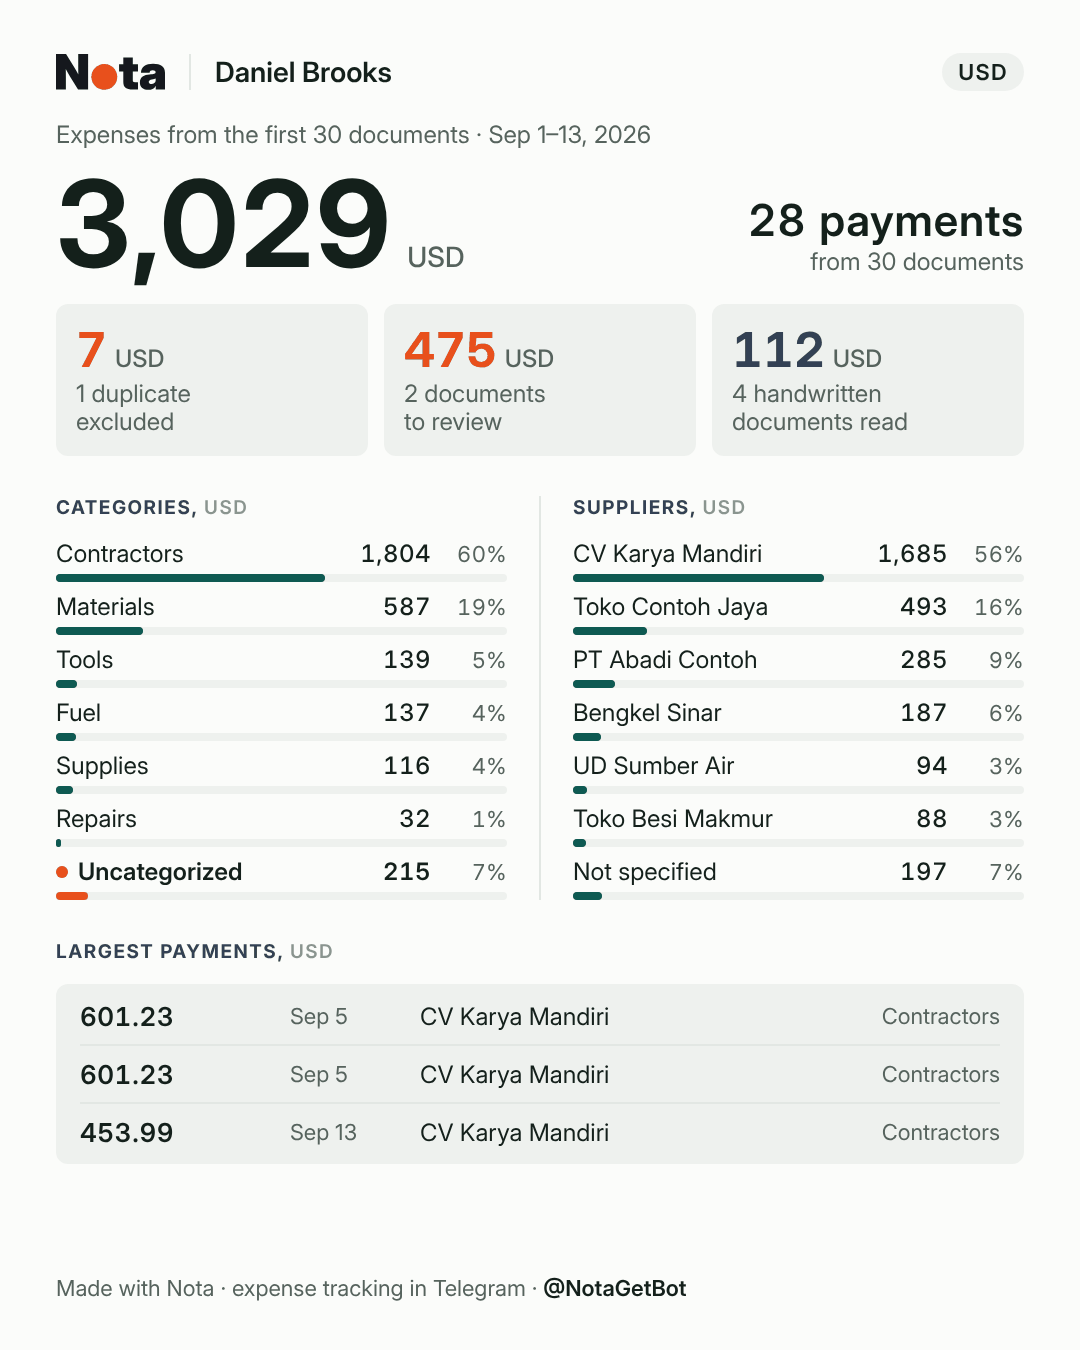 Nota
Daniel Brooks
USD
Expenses from the first 30 documents · Sep 1–13, 2026
3,029 USD
28 payments
from 30 documents
7 USD
1 duplicate
excluded
475 USD
2 documents
to review
112 USD
4 handwritten
documents read
CATEGORIES, USD
Contractors 1,804 60%
Materials 587 19%
Tools 139 5%
Fuel 137 4%
Supplies 116 4%
Repairs 32 1%
Uncategorized 215 7%
SUPPLIERS, USD
CV Karya Mandiri 1,685 56%
Toko Contoh Jaya 493 16%
PT Abadi Contoh 285 9%
Bengkel Sinar 187 6%
UD Sumber Air 94 3%
Toko Besi Makmur 88 3%
Not specified 197 7%
LARGEST PAYMENTS, USD
601.23 Sep 5 CV Karya Mandiri Contractors
601.23 Sep 5 CV Karya Mandiri Contractors
453.99 Sep 13 CV Karya Mandiri Contractors
Made with Nota · expense tracking in Telegram · @NotaGetBot